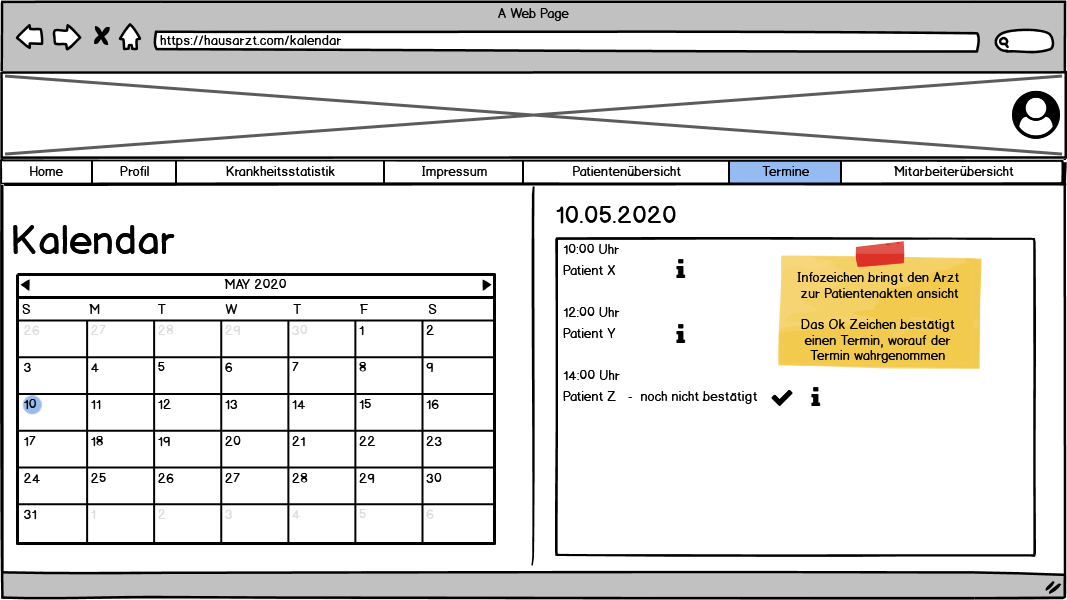 A Web Page
https://hausarzt.com/kalendar
Home Profil Krankheitsstatistik Impressum Patientenübersicht Termine Mitarbeiterübersicht
Kalendar
MAY 2020
S M T W T F S
26 27 28 29 30 1 2
3 4 5 6 7 8 9
10 11 12 13 14 15 16
17 18 19 20 21 22 23
24 25 26 27 28 29 30
31 1 2 3 4 5 6
10.05.2020
10:00 Uhr
Patient X
12:00 Uhr
Patient Y
14:00 Uhr
Patient Z - noch nicht bestätigt
Infozeichen bringt den Arzt
zur Patientenakten ansicht
Das Ok Zeichen bestätigt
einen Termin, worauf der
Termin wahrgenommen